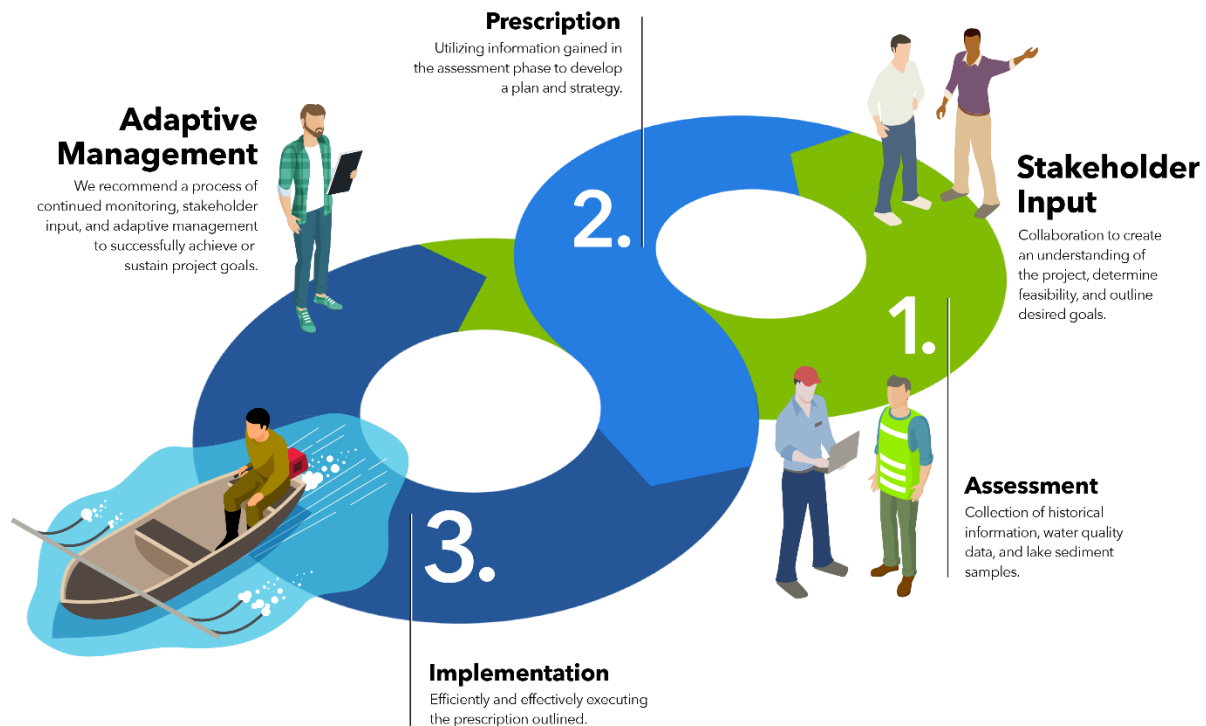 Prescription
Utilizing information gained in
the assessment phase to develop
a plan and strategy.
Adaptive
Management
We recommend a process of
continued monitoring, stakeholder
input, and adaptive management
to successfully achieve or
sustain project goals.
Stakeholder
Input
Collaboration to create
an understanding of
the project, determine
feasibility, and outline
desired goals.
2.
1.
Assessment
Collection of historical
information, water quality
data, and lake sediment
samples.
3.
Implementation
Efficiently and effectively executing
the prescription outlined.